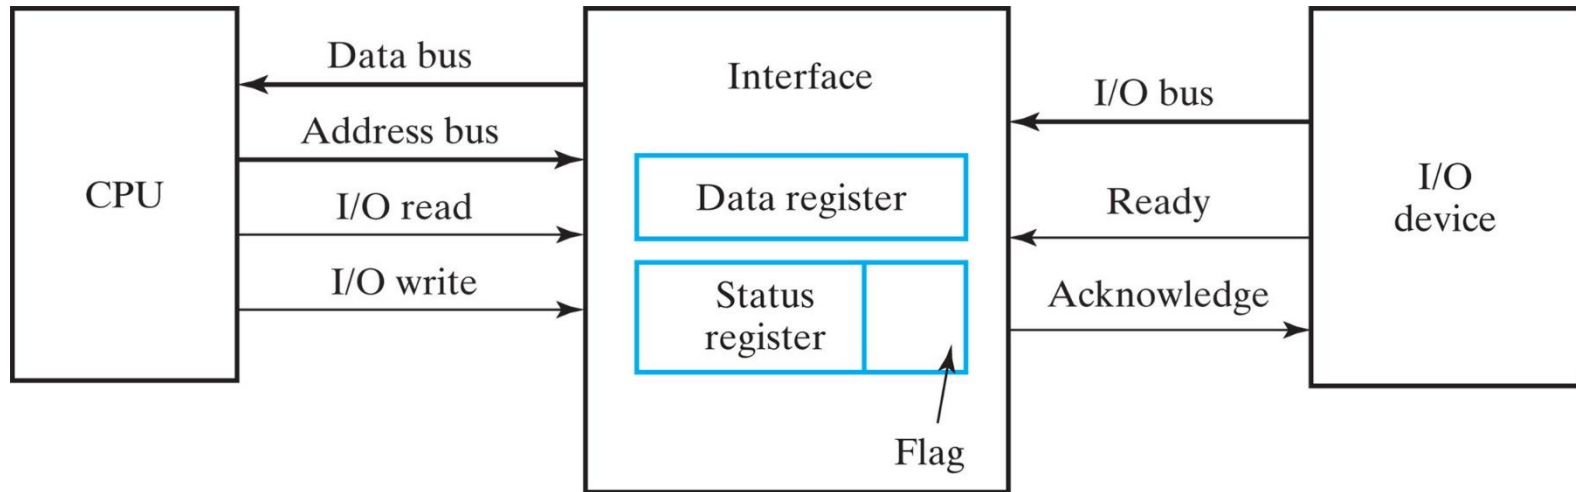 CPU
Data bus
Address bus
I/O read
I/O write
Interface
Data register
Status
register
Flag
I/O bus
Ready
Acknowledge
I/O
device